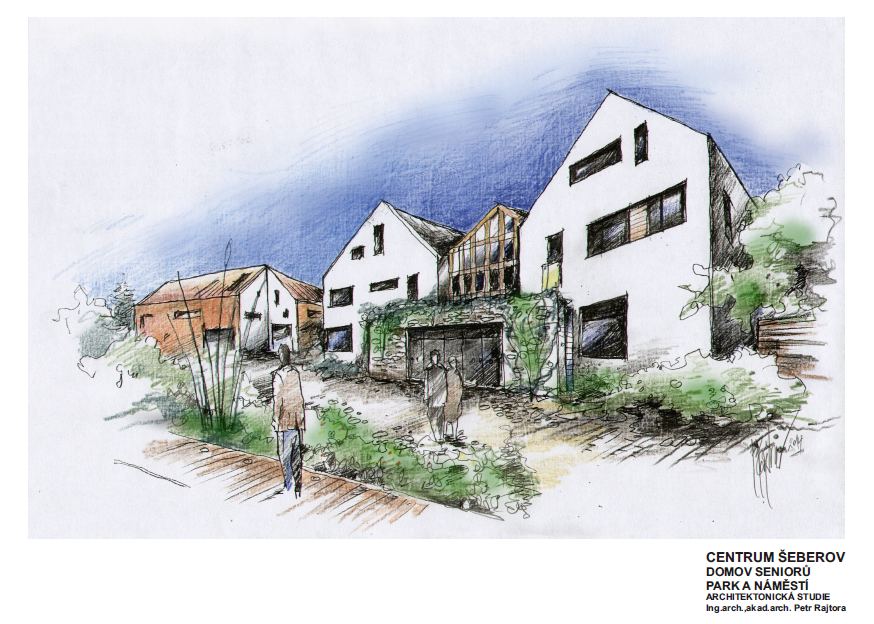 CENTRUM ŠEBEROV
DOMOV SENIORŮ
PARK A NÁMĚSTÍ
ARCHITEKTONICKÁ STUDIE
Ing.arch.,akad.arch. Petr Rajtora